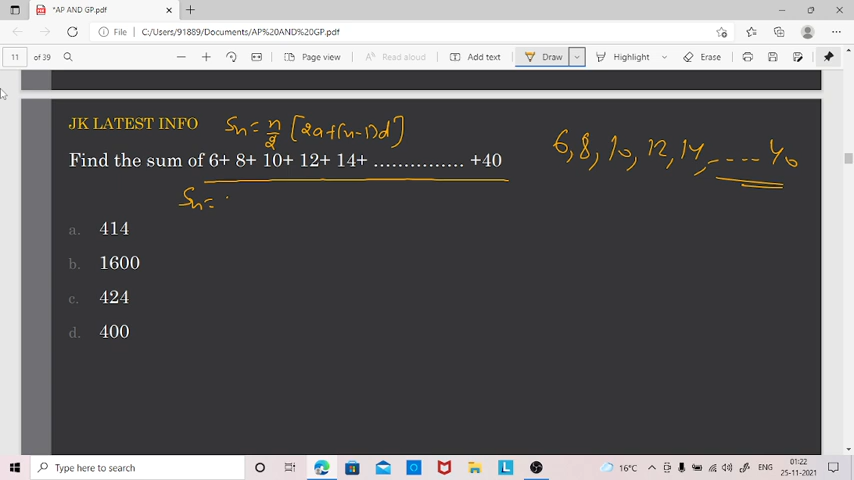 *AP AND GP.pdf
File C:/Users/91889/Documents/AP%20AND%20GP.pdf
11 of 39 Page view Read aloud Add text Draw Highlight Erase
JK LATEST INFO Sn = n/2 [2a+(n-1)d]
Find the sum of 6+ 8+ 10+ 12+ 14+ …………… +40
6, 8, 10, 12, 14, ---- 40
Sn =
a. 414
b. 1600
c. 424
d. 400
Type here to search 16°C ENG 01:22
25-11-2021